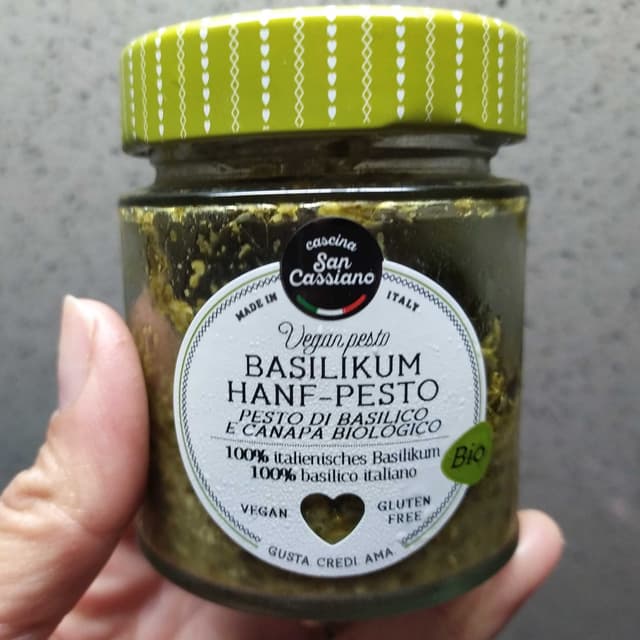 cascina
San
Cassiano
MADE IN ITALY
Vegan pesto
BASILIKUM
HANF-PESTO
PESTO DI BASILICO
E CANAPA BIOLOGICO
100% italienisches Basilikum
100% basilico italiano
Bio
VEGAN
GLUTEN
FREE
GUSTA CREDI AMA